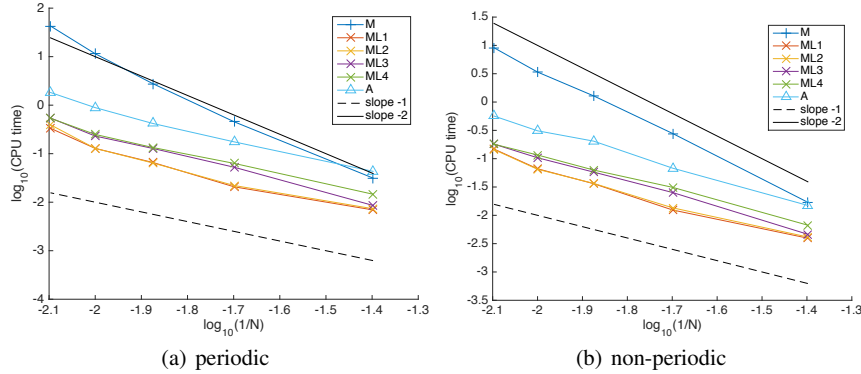 2
1
0
-1
-2
-3
-4
log10(CPU time)
-2.1 -2 -1.9 -1.8 -1.7 -1.6 -1.5 -1.4 -1.3
log10(1/N)
M
ML1
ML2
ML3
ML4
A
slope -1
slope -2
(a) periodic
1.5
1
0.5
0
-0.5
-1
-1.5
-2
-2.5
-3
-3.5
log10(CPU time)
-2.1 -2 -1.9 -1.8 -1.7 -1.6 -1.5 -1.4 -1.3
log10(1/N)
M
ML1
ML2
ML3
ML4
A
slope -1
slope -2
(b) non-periodic